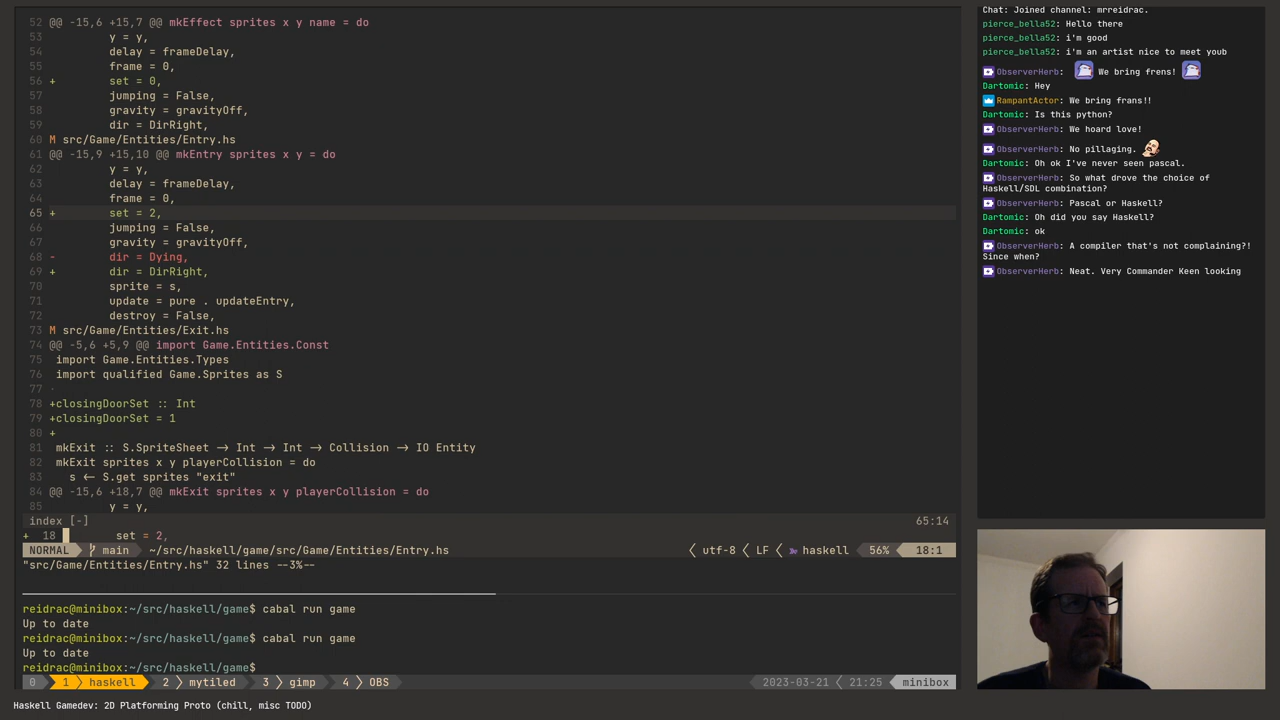 52 @@ -15,6 +15,7 @@ mkEffect sprites x y name = do
53 y = y,
54 delay = frameDelay,
55 frame = 0,
56 + set = 0,
57 jumping = False,
58 gravity = gravityOff,
59 dir = DirRight,
60 M src/Game/Entities/Entry.hs
61 @@ -15,9 +15,10 @@ mkEntry sprites x y = do
62 y = y,
63 delay = frameDelay,
64 frame = 0,
65 + set = 2,
66 jumping = False,
67 gravity = gravityOff,
68 - dir = Dying,
69 + dir = DirRight,
70 sprite = s,
71 update = pure . updateEntry,
72 destroy = False,
73 M src/Game/Entities/Exit.hs
74 @@ -5,6 +5,9 @@ import Game.Entities.Const
75 import Game.Entities.Types
76 import qualified Game.Sprites as S
77 ·
78 +closingDoorSet :: Int
79 +closingDoorSet = 1
80 +
81 mkExit :: S.SpriteSheet → Int → Int → Collision → IO Entity
82 mkExit sprites x y playerCollision = do
83 s ← S.get sprites "exit"
84 @@ -15,6 +18,7 @@ mkExit sprites x y playerCollision = do
85 y = y,
index [-] 65:14
+ 18 set = 2,
NORMAL main ~/src/haskell/game/src/Game/Entities/Entry.hs utf-8 LF haskell 56% 18:1
"src/Game/Entities/Entry.hs" 32 lines --3%--
reidrac@minibox:~/src/haskell/game$ cabal run game
Up to date
reidrac@minibox:~/src/haskell/game$ cabal run game
Up to date
reidrac@minibox:~/src/haskell/game$
0 1 haskell 2 mytiled 3 gimp 4 OBS 2023-03-21 21:25 minibox
Haskell Gamedev: 2D Platforming Proto (chill, misc TODO)
Chat: Joined channel: mrreidrac.
pierce_bella52: Hello there
pierce_bella52: i'm good
pierce_bella52: i'm an artist nice to meet youb
ObserverHerb: We bring frens!
Dartomic: Hey
RampantActor: We bring frans!!
Dartomic: Is this python?
ObserverHerb: We hoard love!
ObserverHerb: No pillaging.
Dartomic: Oh ok I've never seen pascal.
ObserverHerb: So what drove the choice of
Haskell/SDL combination?
ObserverHerb: Pascal or Haskell?
Dartomic: Oh did you say Haskell?
Dartomic: ok
ObserverHerb: A compiler that's not complaining?!
Since when?
ObserverHerb: Neat. Very Commander Keen looking